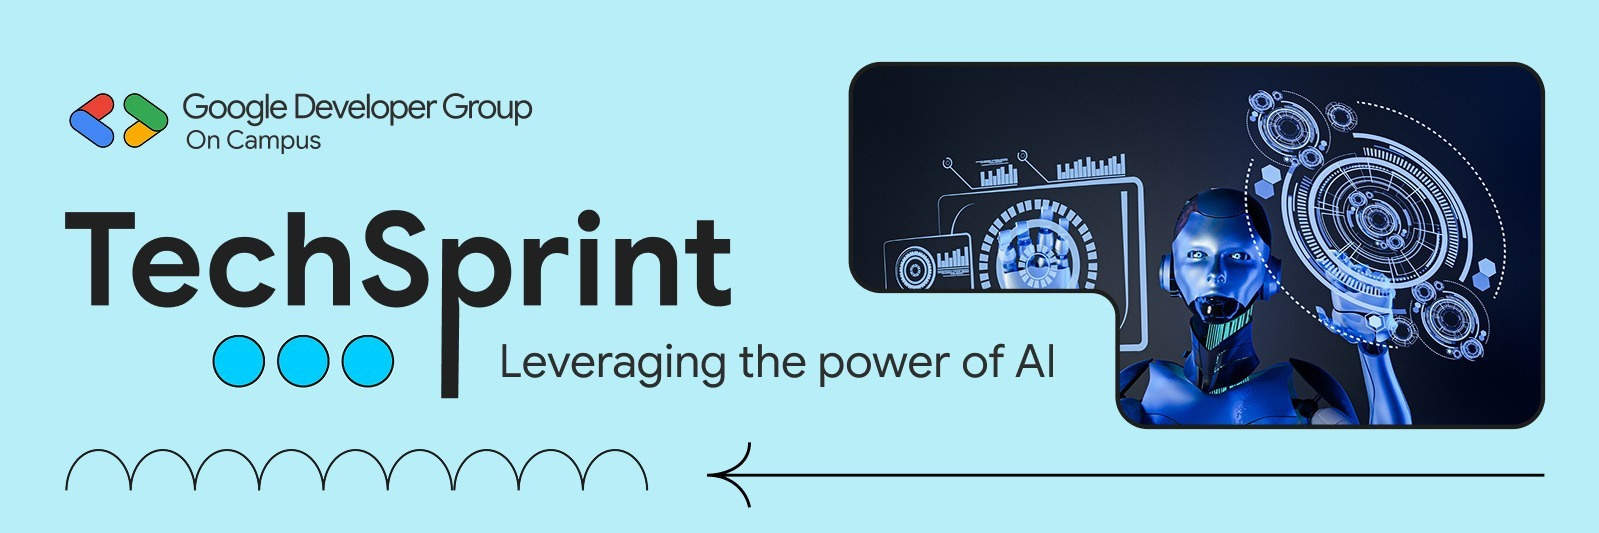 Google Developer Group
On Campus
TechSprint
Leveraging the power of AI